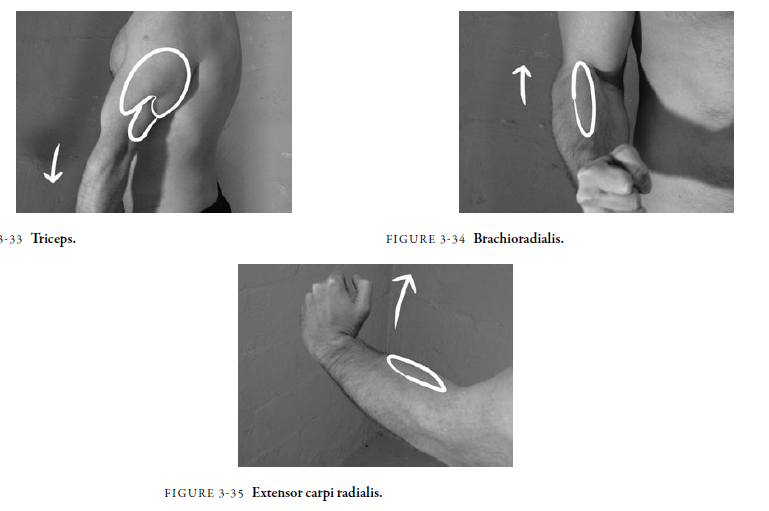 3-33 Triceps.
FIGURE 3-34 Brachioradialis.
FIGURE 3-35 Extensor carpi radialis.